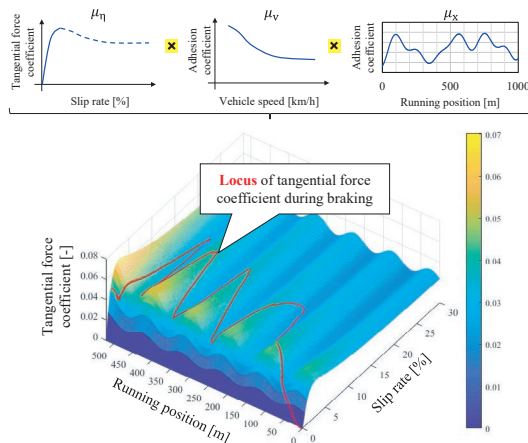 μη
μv
μx
Tangential force
coefficient
Slip rate [%]
×
Adhesion
coefficient
Vehicle speed [km/h]
×
Adhesion
coefficient
0 500 1000
Running position [m]
Locus of tangential force
coefficient during braking
Tangential force
coefficient [-]
0.08
0.06
0.04
0.02
0
500
450
400
350
300
250
200
150
100
50
0
Running position [m]
0
5
10
15
20
25
30
Slip rate [%]
0.07
0.06
0.05
0.04
0.03
0.02
0.01
0